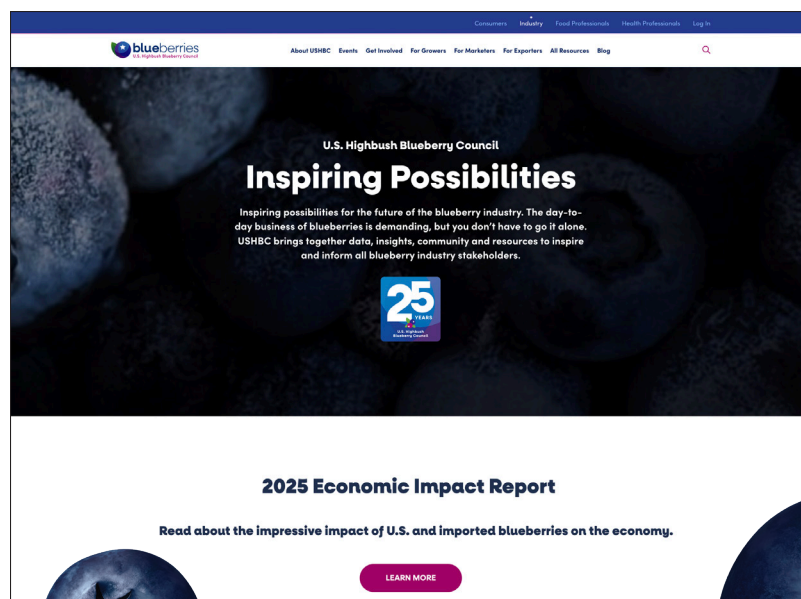 Consumers Industry Food Professionals Health Professionals Log In
blueberries
U.S. Highbush Blueberry Council
About USHBC Events Get Involved For Growers For Marketers For Exporters All Resources Blog
U.S. Highbush Blueberry Council
Inspiring Possibilities
Inspiring possibilities for the future of the blueberry industry. The day-to-
day business of blueberries is demanding, but you don't have to go it alone.
USHBC brings together data, insights, community and resources to inspire
and inform all blueberry industry stakeholders.
25
YEARS
U.S. Highbush
Blueberry Council
2025 Economic Impact Report
Read about the impressive impact of U.S. and imported blueberries on the economy.
LEARN MORE